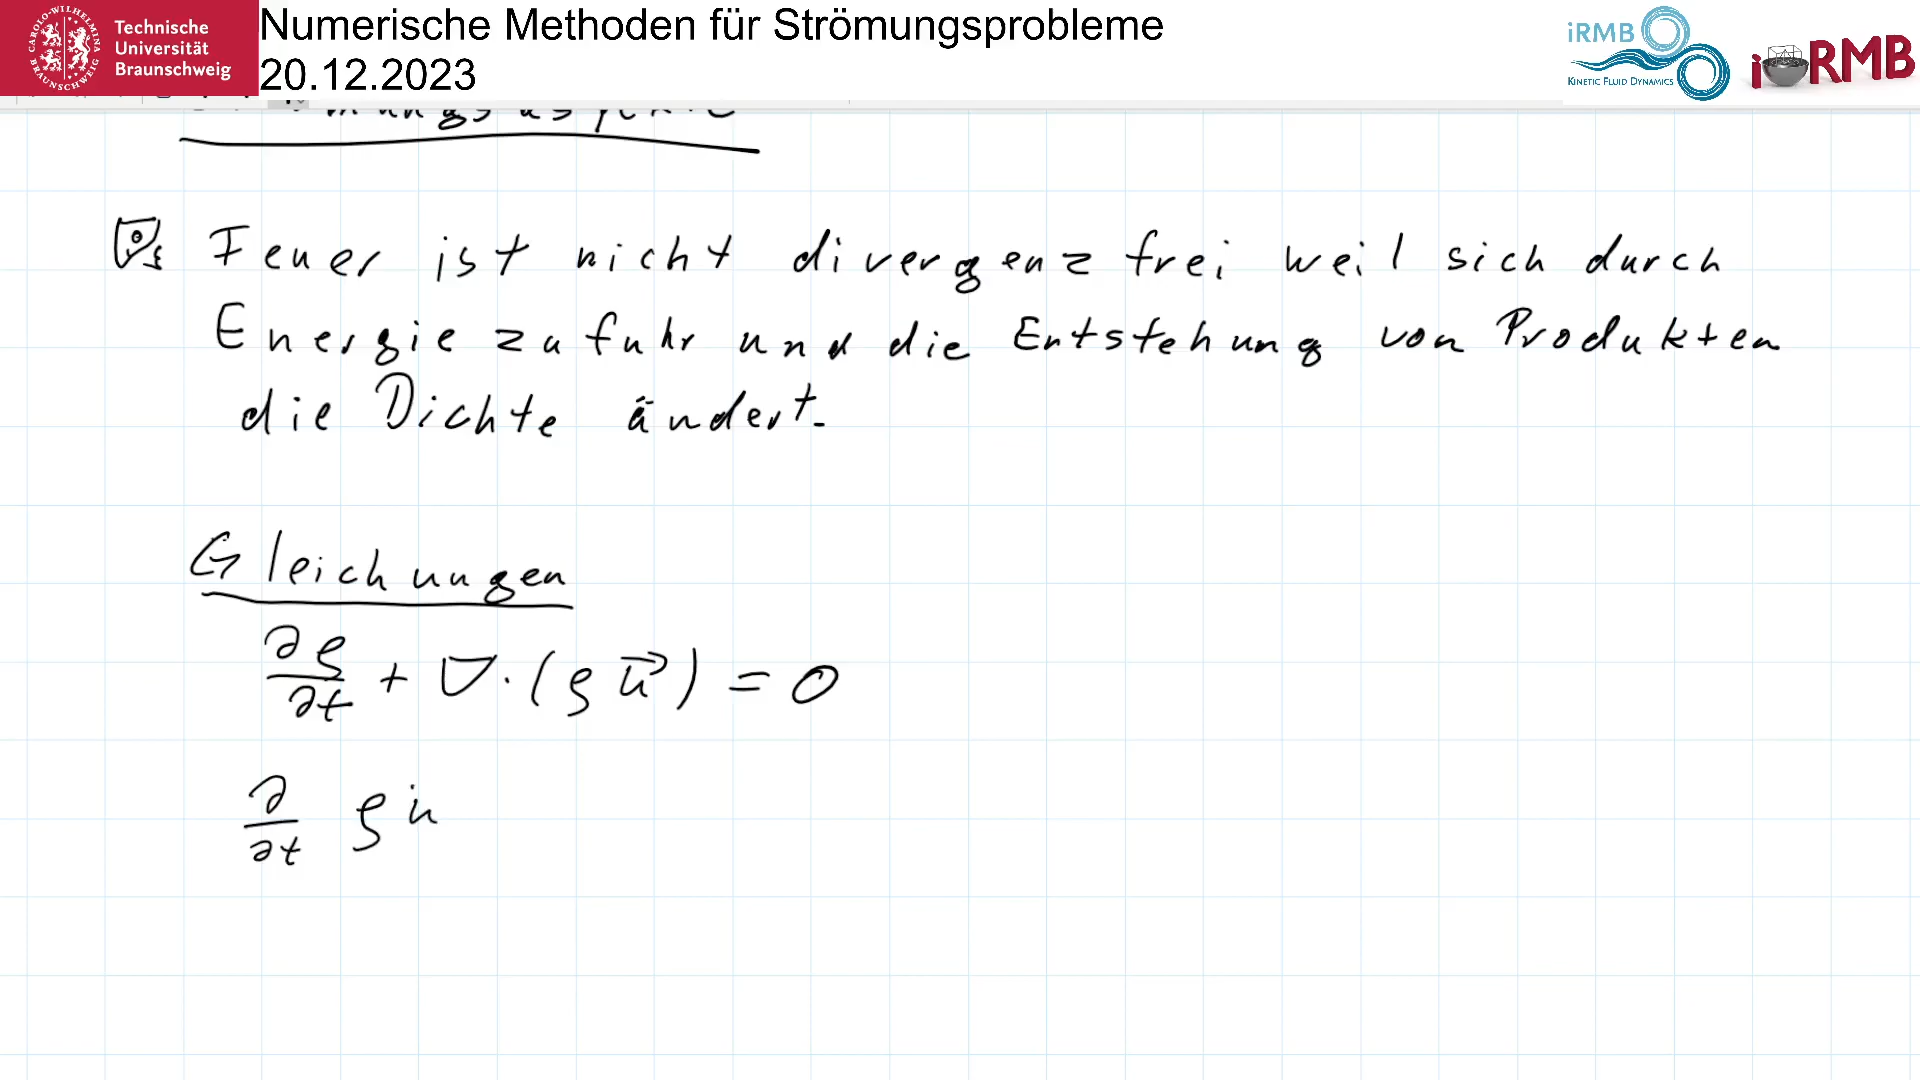 Technische
Universität
Braunschweig
Numerische Methoden für Strömungsprobleme
20.12.2023
iRMB
KINETIC FLUID DYNAMICS
iRMB
Feuer ist nicht divergenzfrei weil sich durch
Energiezufuhr und die Entstehung von Produkten
die Dichte ändert.
Gleichungen
∂ρ/∂t + ∇·(ρ u⃗) = 0
∂/∂t ρu